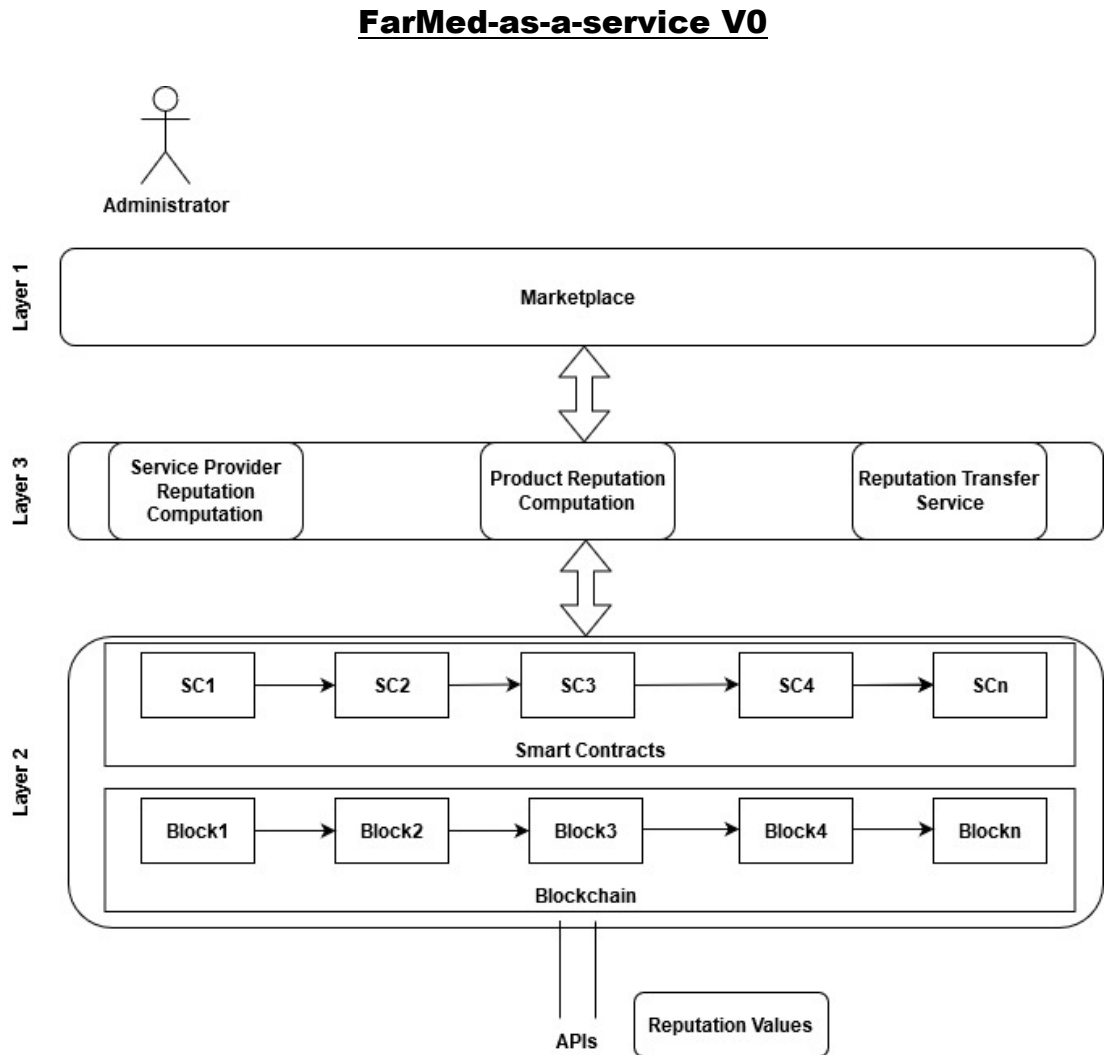 FarMed-as-a-service V0
Administrator
Layer 1
Marketplace
Layer 3
Service Provider
Reputation
Computation
Product Reputation
Computation
Reputation Transfer
Service
Layer 2
SC1
SC2
SC3
SC4
SCn
Smart Contracts
Block1
Block2
Block3
Block4
Blockn
Blockchain
APIs
Reputation Values